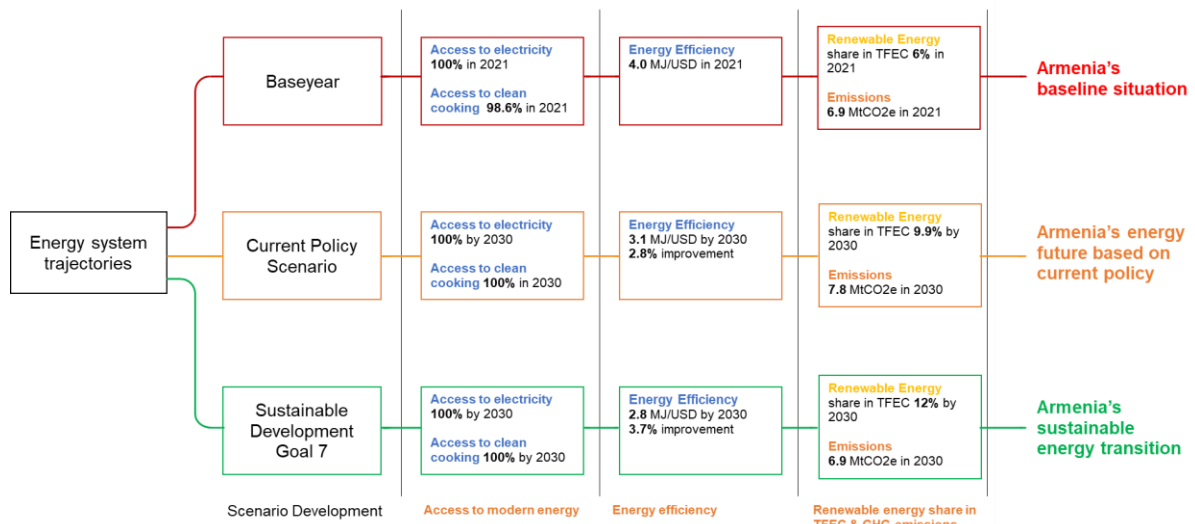 Energy system
trajectories
Baseyear
Access to electricity
100% in 2021
Access to clean
cooking 98.6% in 2021
Energy Efficiency
4.0 MJ/USD in 2021
Renewable Energy
share in TFEC 6% in
2021
Emissions
6.9 MtCO2e in 2021
Armenia's
baseline situation
Current Policy
Scenario
Access to electricity
100% by 2030
Access to clean
cooking 100% in 2030
Energy Efficiency
3.1 MJ/USD by 2030
2.8% improvement
Renewable Energy
share in TFEC 9.9% by
2030
Emissions
7.8 MtCO2e in 2030
Armenia's energy
future based on
current policy
Sustainable
Development
Goal 7
Access to electricity
100% by 2030
Access to clean
cooking 100% by 2030
Energy Efficiency
2.8 MJ/USD by 2030
3.7% improvement
Renewable Energy
share in TFEC 12% by
2030
Emissions
6.9 MtCO2e in 2030
Armenia's
sustainable
energy transition
Scenario Development
Access to modern energy
Energy efficiency
Renewable energy share in
TFEC & GHG emissions